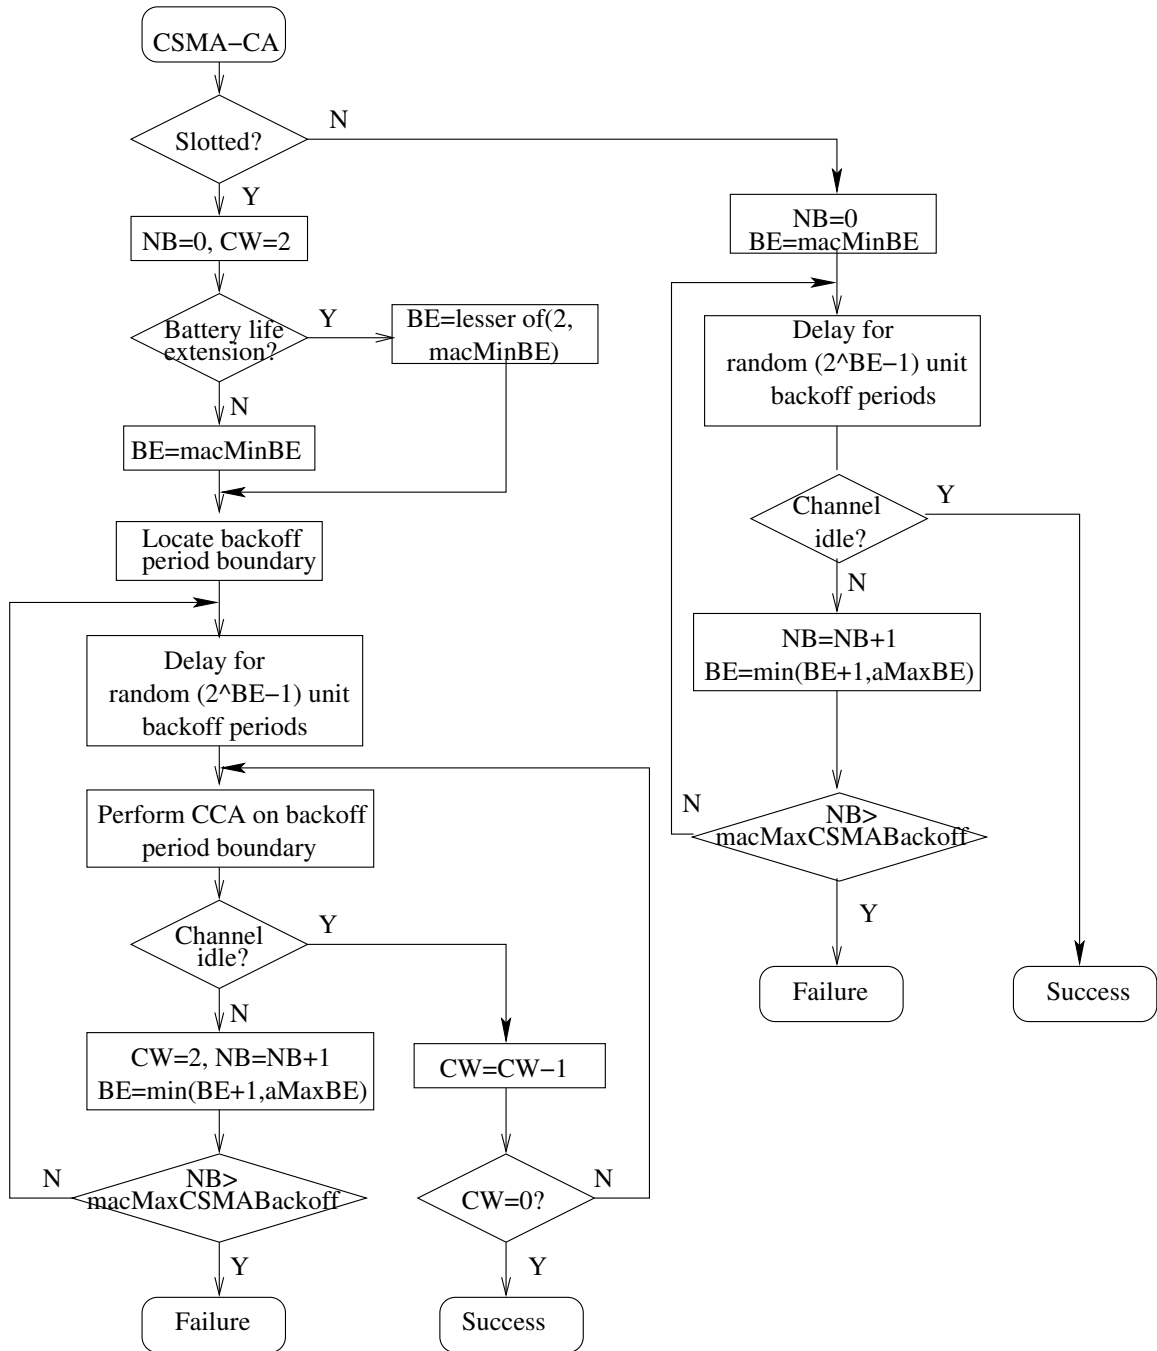 CSMA−CA
Slotted?
N
Y
NB=0, CW=2
Battery life
extension?
Y
BE=lesser of(2,
macMinBE)
N
BE=macMinBE
Locate backoff
period boundary
Delay for
random (2^BE−1) unit
backoff periods
Perform CCA on backoff
period boundary
Channel
idle?
Y
N
CW=2, NB=NB+1
BE=min(BE+1,aMaxBE)
CW=CW−1
NB>
macMaxCSMABackoff
N
CW=0?
N
Y
Y
Failure
Success
NB=0
BE=macMinBE
Delay for
random (2^BE−1) unit
backoff periods
Channel
idle?
Y
N
NB=NB+1
BE=min(BE+1,aMaxBE)
N
NB>
macMaxCSMABackoff
Y
Failure
Success